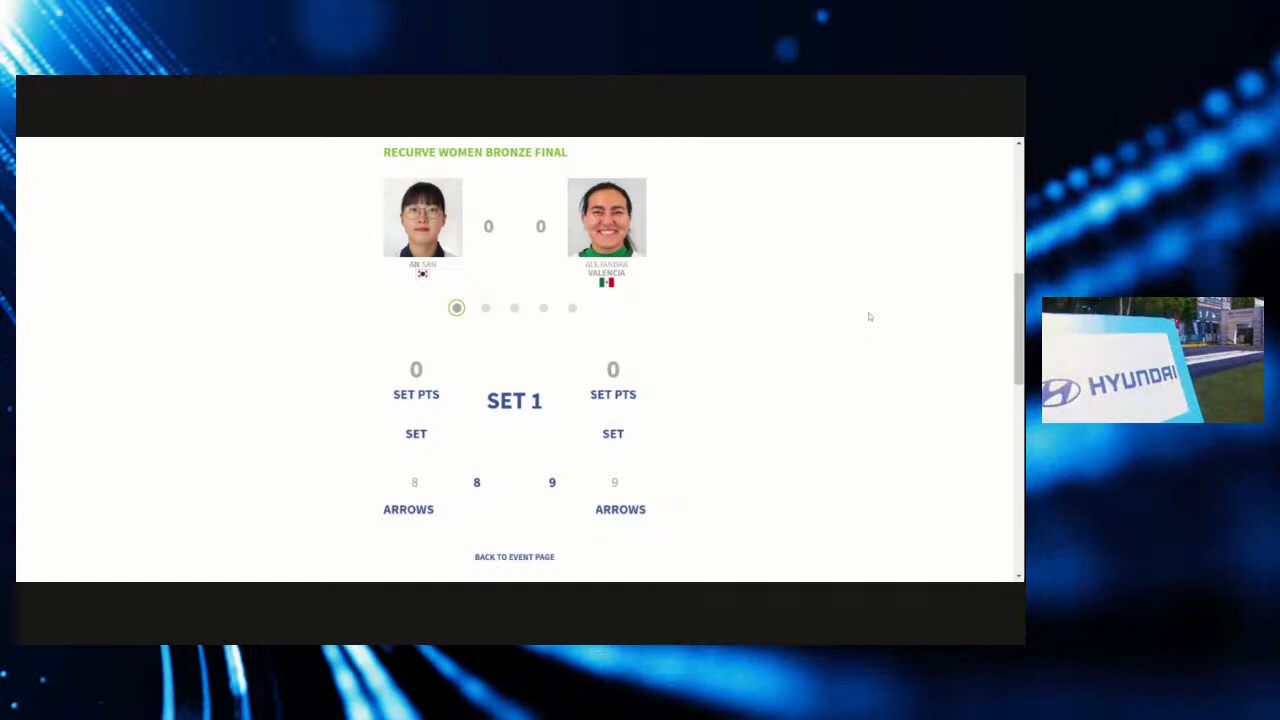 RECURVE WOMEN BRONZE FINAL
0 0
AN SAN
ALEJANDRA
VALENCIA
0 0
SET PTS SET 1 SET PTS
SET SET
8 8 9 9
ARROWS ARROWS
BACK TO EVENT PAGE
HYUNDAI